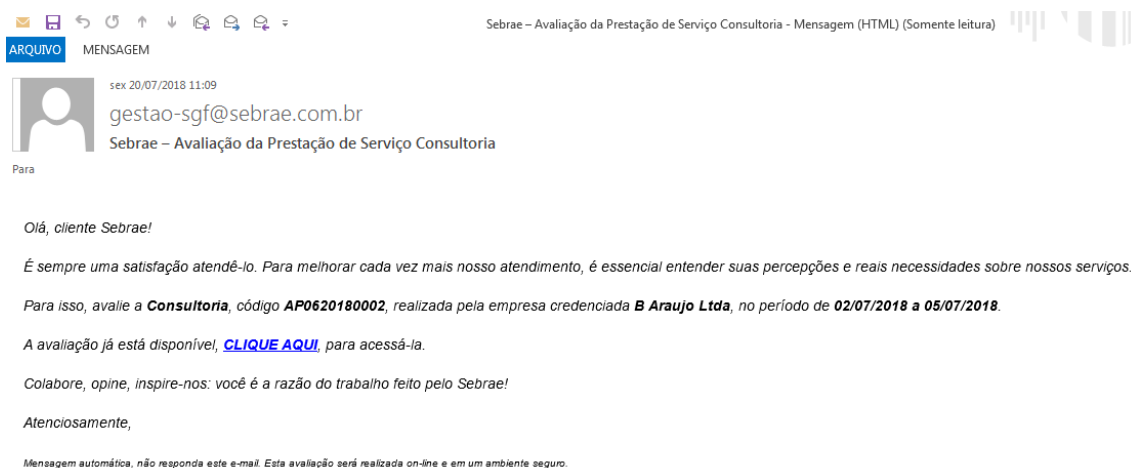 Sebrae – Avaliação da Prestação de Serviço Consultoria - Mensagem (HTML) (Somente leitura)
ARQUIVO MENSAGEM
sex 20/07/2018 11:09
gestao-sgf@sebrae.com.br
Sebrae – Avaliação da Prestação de Serviço Consultoria
Para
Olá, cliente Sebrae!
É sempre uma satisfação atendê-lo. Para melhorar cada vez mais nosso atendimento, é essencial entender suas percepções e reais necessidades sobre nossos serviços.
Para isso, avalie a Consultoria, código AP0620180002, realizada pela empresa credenciada B Araujo Ltda, no período de 02/07/2018 a 05/07/2018.
A avaliação já está disponível, CLIQUE AQUI, para acessá-la.
Colabore, opine, inspire-nos: você é a razão do trabalho feito pelo Sebrae!
Atenciosamente,
Mensagem automática, não responda este e-mail. Esta avaliação será realizada on-line e em um ambiente seguro.